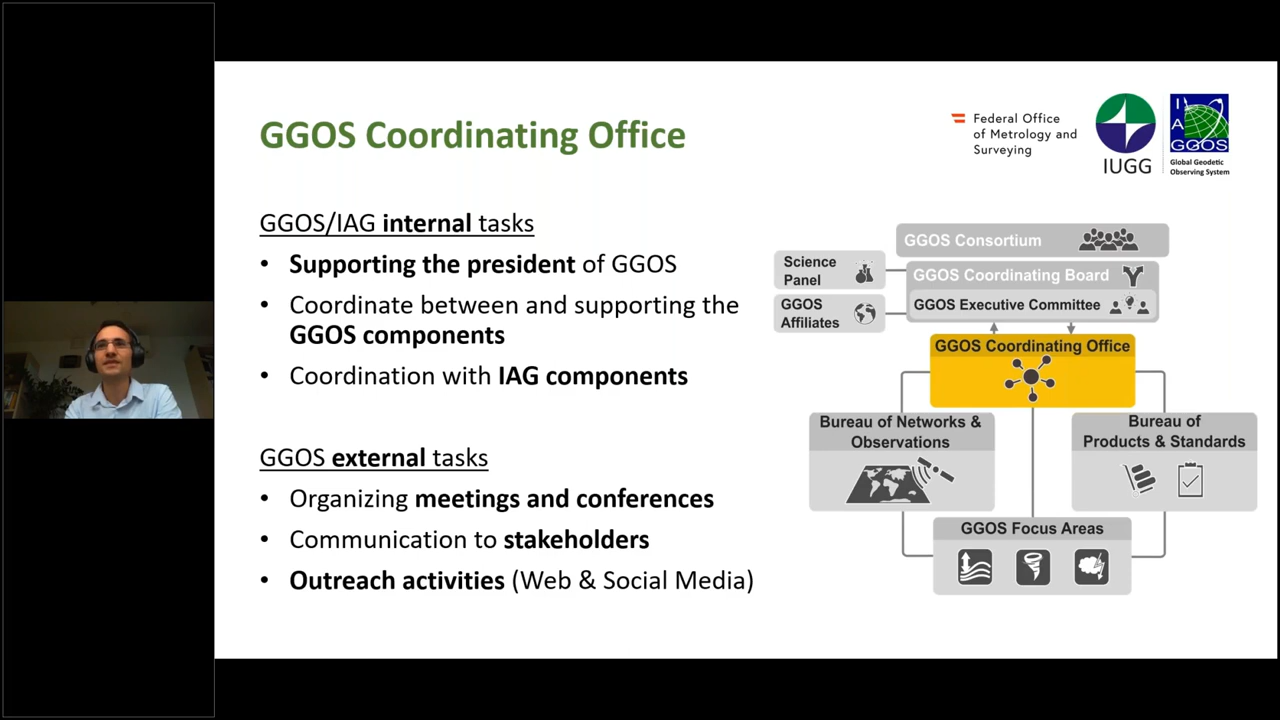 GGOS Coordinating Office
Federal Office
of Metrology and
Surveying
IUGG
I
A
GGOS
Global Geodetic
Observing System
GGOS/IAG internal tasks
• Supporting the president of GGOS
• Coordinate between and supporting the
GGOS components
• Coordination with IAG components
GGOS external tasks
• Organizing meetings and conferences
• Communication to stakeholders
• Outreach activities (Web & Social Media)
GGOS Consortium
Science
Panel
GGOS Coordinating Board
GGOS
Affiliates
GGOS Executive Committee
GGOS Coordinating Office
Bureau of Networks &
Observations
Bureau of
Products & Standards
GGOS Focus Areas